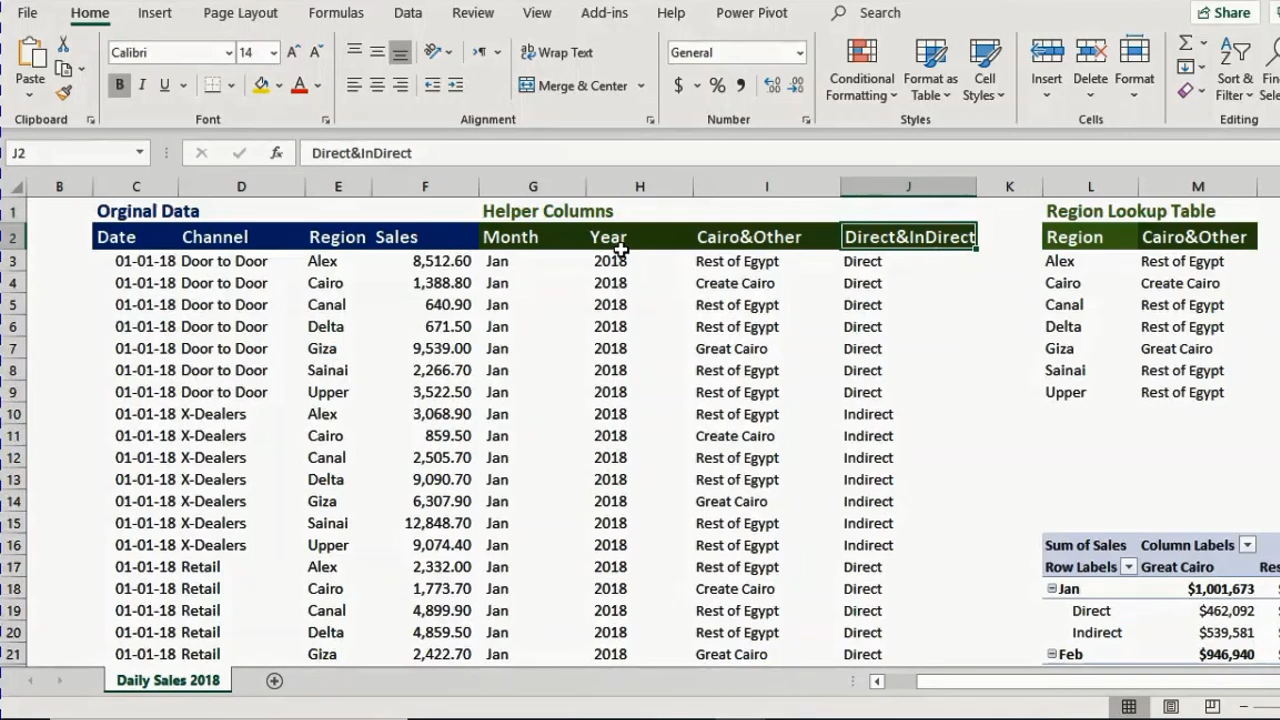 File Home Insert Page Layout Formulas Data Review View Add-ins Help Power Pivot Search Share
Calibri 14 Wrap Text General
Paste B I U Merge & Center $ % Conditional Formatting Format as Table Cell Styles Insert Delete Format Sort & Filter
Clipboard Font Alignment Number Styles Cells Editing
J2 fx Direct&InDirect
B C D E F G H I J K L M
1 Orginal Data Helper Columns Region Lookup Table
2 Date Channel Region Sales Month Year Cairo&Other Direct&InDirect Region Cairo&Other
3 01-01-18 Door to Door Alex 8,512.60 Jan 2018 Rest of Egypt Direct Alex Rest of Egypt
4 01-01-18 Door to Door Cairo 1,388.80 Jan 2018 Create Cairo Direct Cairo Create Cairo
5 01-01-18 Door to Door Canal 640.90 Jan 2018 Rest of Egypt Direct Canal Rest of Egypt
6 01-01-18 Door to Door Delta 671.50 Jan 2018 Rest of Egypt Direct Delta Rest of Egypt
7 01-01-18 Door to Door Giza 9,539.00 Jan 2018 Great Cairo Direct Giza Great Cairo
8 01-01-18 Door to Door Sainai 2,266.70 Jan 2018 Rest of Egypt Direct Sainai Rest of Egypt
9 01-01-18 Door to Door Upper 3,522.50 Jan 2018 Rest of Egypt Direct Upper Rest of Egypt
10 01-01-18 X-Dealers Alex 3,068.90 Jan 2018 Rest of Egypt Indirect
11 01-01-18 X-Dealers Cairo 859.50 Jan 2018 Create Cairo Indirect
12 01-01-18 X-Dealers Canal 2,505.70 Jan 2018 Rest of Egypt Indirect
13 01-01-18 X-Dealers Delta 9,090.70 Jan 2018 Rest of Egypt Indirect
14 01-01-18 X-Dealers Giza 6,307.90 Jan 2018 Great Cairo Indirect
15 01-01-18 X-Dealers Sainai 12,848.70 Jan 2018 Rest of Egypt Indirect
16 01-01-18 X-Dealers Upper 9,074.40 Jan 2018 Rest of Egypt Indirect Sum of Sales Column Labels
17 01-01-18 Retail Alex 2,332.00 Jan 2018 Rest of Egypt Direct Row Labels Great Cairo
18 01-01-18 Retail Cairo 1,773.70 Jan 2018 Create Cairo Direct Jan $1,001,673
19 01-01-18 Retail Canal 4,899.90 Jan 2018 Rest of Egypt Direct Direct $462,092
20 01-01-18 Retail Delta 4,859.50 Jan 2018 Rest of Egypt Direct Indirect $539,581
21 01-01-18 Retail Giza 2,422.70 Jan 2018 Great Cairo Direct Feb $946,940
Daily Sales 2018